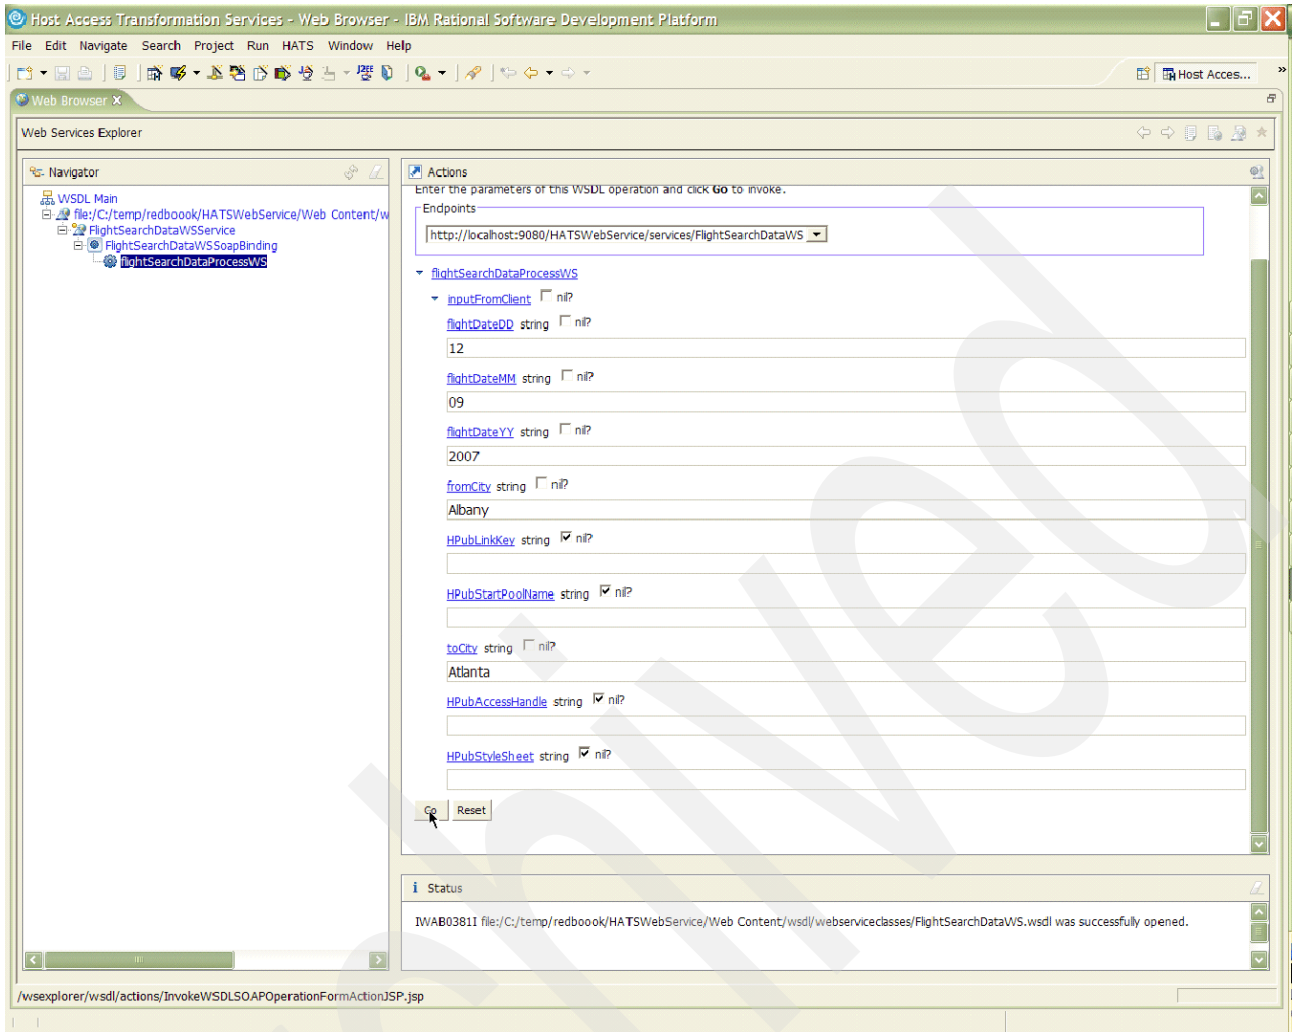 Host Access Transformation Services - Web Browser - IBM Rational Software Development Platform
File Edit Navigate Search Project Run HATS Window Help
Host Acces... »
Web Browser
Web Services Explorer
Navigator
WSDL Main
file:/C:/temp/redboook/HATSWebService/Web Content/w
FlightSearchDataWSService
FlightSearchDataWSSoapBinding
flightSearchDataProcessWS
Actions
Enter the parameters of this WSDL operation and click Go to invoke.
Endpoints
http://localhost:9080/HATSWebService/services/FlightSearchDataWS
flightSearchDataProcessWS
inputFromClient nil?
flightDateDD string nil?
12
flightDateMM string nil?
09
flightDateYY string nil?
2007
fromCity string nil?
Albany
HPubLinkKey string nil?
HPubStartPoolName string nil?
toCity string nil?
Atlanta
HPubAccessHandle string nil?
HPubStyleSheet string nil?
Go Reset
i Status
IWAB0381I file:/C:/temp/redboook/HATSWebService/Web Content/wsdl/webserviceclasses/FlightSearchDataWS.wsdl was successfully opened.
/wsexplorer/wsdl/actions/InvokeWSDLSOAPOperationFormActionJSP.jsp